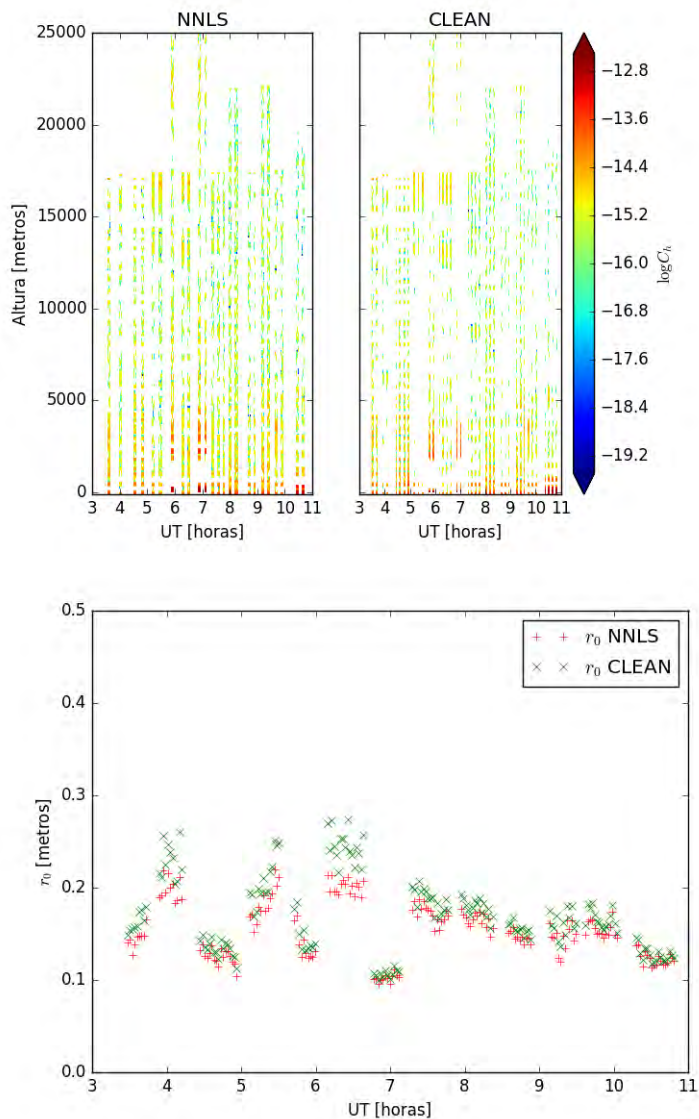 NNLS
CLEAN
25000
20000
15000
10000
5000
0
Altura [metros]
3 4 5 6 7 8 9 10 11
UT [horas]
3 4 5 6 7 8 9 10 11
UT [horas]
−12.8
−13.6
−14.4
−15.2
−16.0
−16.8
−17.6
−18.4
−19.2
logC_h
0.5
0.4
0.3
0.2
0.1
0.0
r_0 [metros]
r_0 NNLS
r_0 CLEAN
3 4 5 6 7 8 9 10 11
UT [horas]